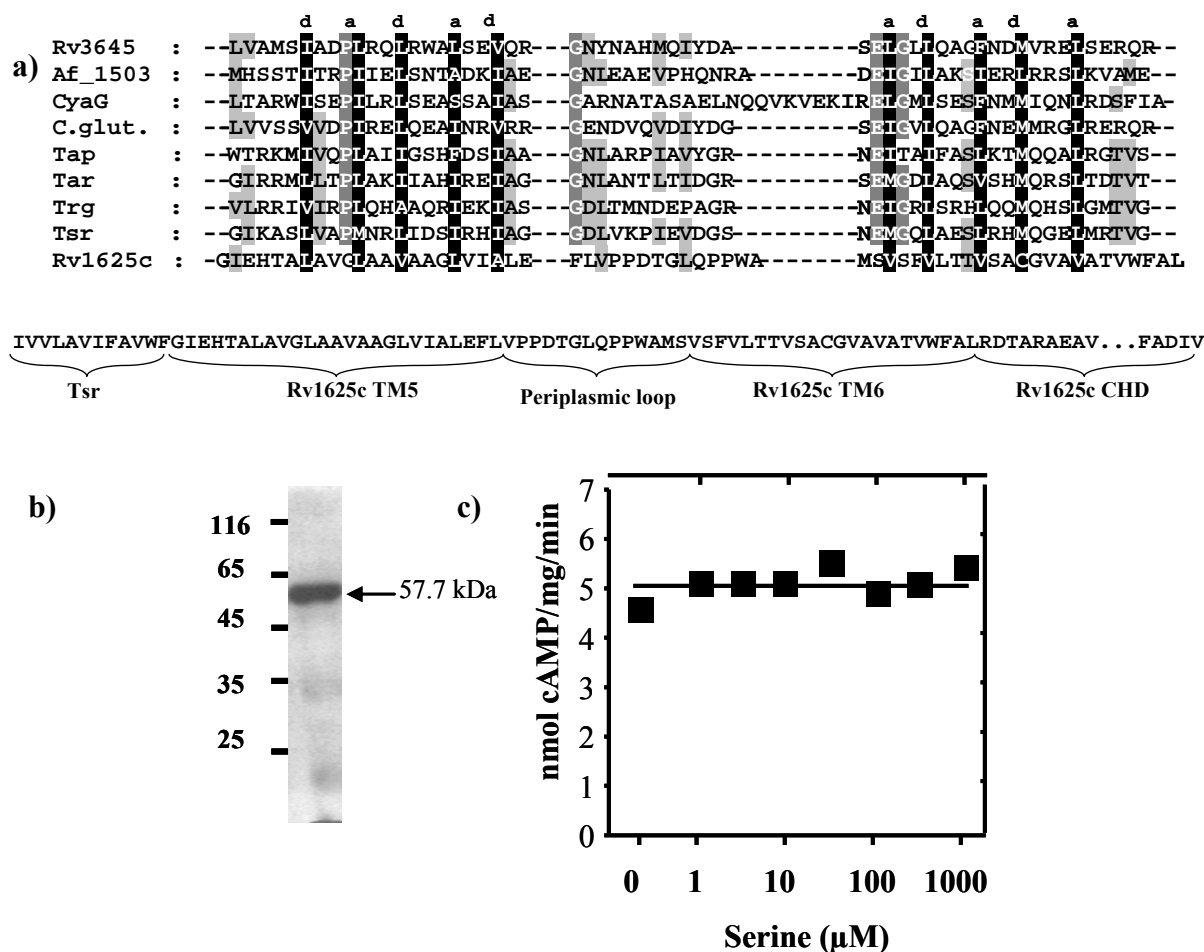 d a d a d a d a d a
a)
Rv3645 : --LVAMSIADPLRQLRWALSEVQR---GNYNAHMQIYDA-------SELGLLQAGFNDMVRELSERQR--
Af_1503 : --MHSSTITRPIIELSNTADKIAE---GNLEAEVPHQNRA------DEIGILAKSIERLRRSLKVAME--
CyaG : --LTARWISEPILRLSEASSAIAS---GARNATASAELNQQVKVEKIRELGMLSESFNMMIQNLRDSFIA-
C.glut. : --LVVSSVVDPIRELQEAINRVRR---GENDVQVDIYDG-------SEIGVLQAGFNEMMRGLRERQR--
Tap : --WTRKMIVQPLAIIGSHFDSIAA---GNLARPIAVYGR-------NEITAIFASLKTMQQALRGTVS--
Tar : --GIRRMLLTPLAKIIAHIREIAG---GNLANTLTIDGR-------SEMGDLAQSVSHMQRSLTDTVT--
Trg : --VLRRIVIRPLQHAAQRIEKIAS---GDLTMNDEPAGR-------NEIGRLSRHLQQMQHSLGMTVG--
Tsr : --GIKASLVAPMNRLIDSIRHIAG---GDLVKPIEVDGS-------NEMGQLAESLRHMQGELMRTVG--
Rv1625c : -GIEHTALAVGLAAVAAGLVIALE---FLVPPDTGLQPPWA-------MSVSFVLTTVSACGVAVATVWFAL
IVVLAVIFAVWFGIEHTALAVGLAAVAAGLVIALEFLVPPDTGLQPPWAMSVSFVLTTVSACGVAVATVWFALRDTARAEAV...FADIV
Tsr Rv1625c TM5 Periplasmic loop Rv1625c TM6 Rv1625c CHD
b)
116
65
57.7 kDa
45
35
25
c)
nmol cAMP/mg/min
7
6
5
4
3
2
1
0
0 1 10 100 1000
Serine (µM)